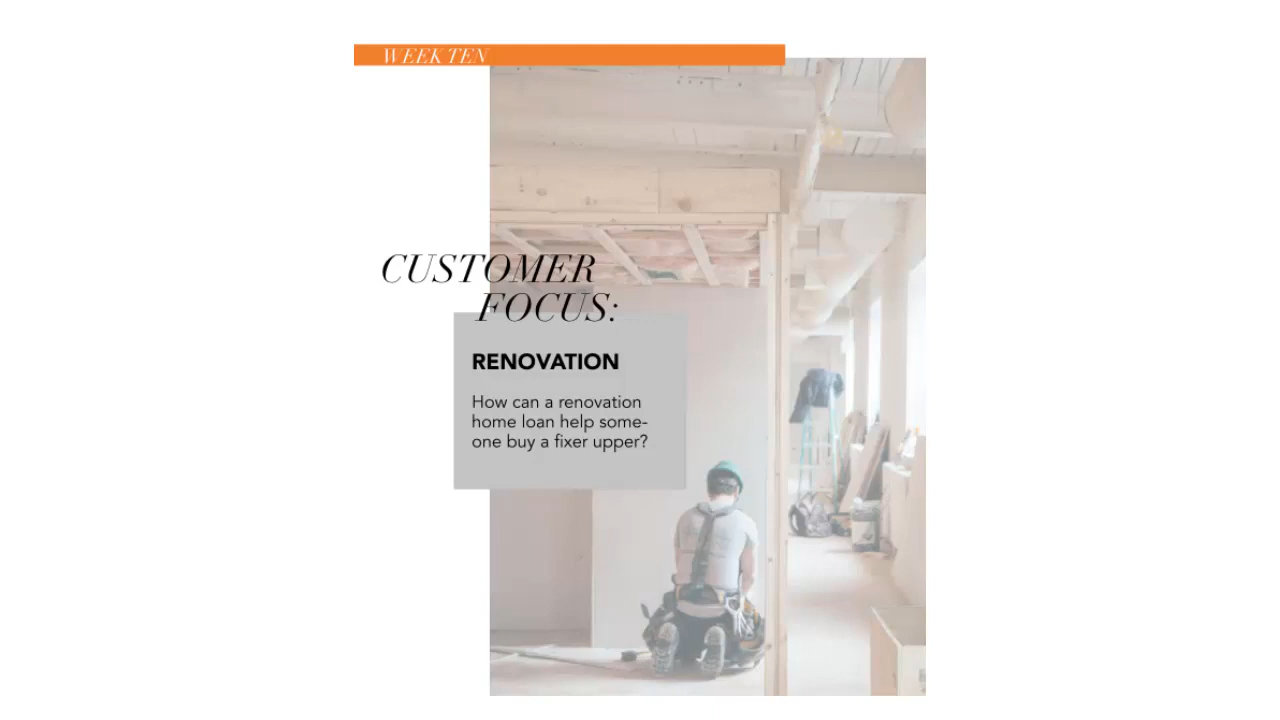 WEEK TEN
CUSTOMER
FOCUS:
RENOVATION
How can a renovation
home loan help some-
one buy a fixer upper?